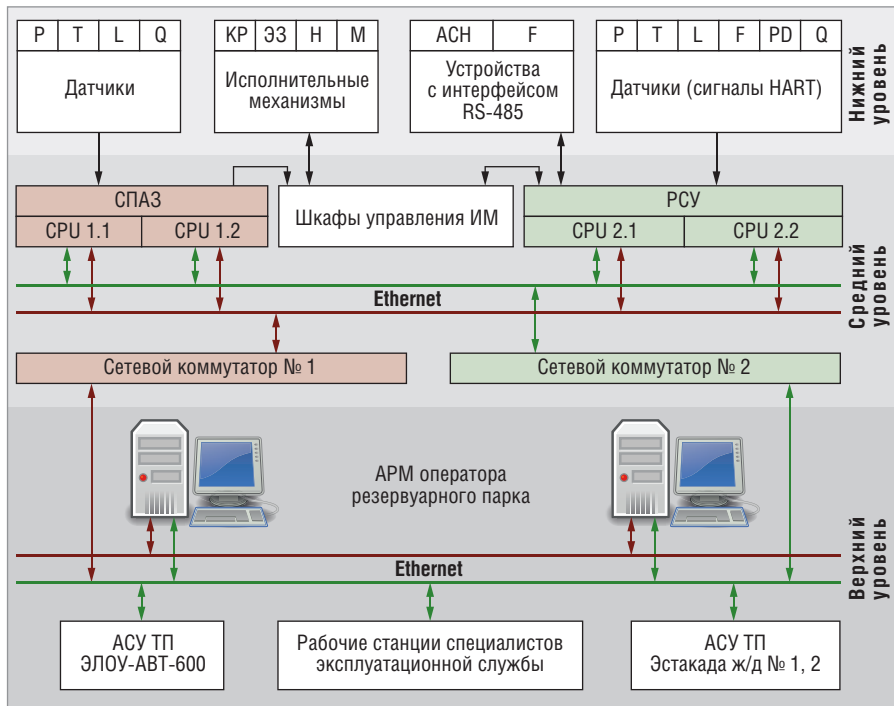 P T L Q
Датчики
КР ЭЗ Н М
Исполнительные
механизмы
АСН F
Устройства
с интерфейсом
RS-485
P T L F PD Q
Датчики (сигналы HART)
Нижний
уровень
СПАЗ
CPU 1.1 CPU 1.2
Шкафы управления ИМ
РСУ
CPU 2.1 CPU 2.2
Ethernet
Средний
уровень
Сетевой коммутатор № 1
Сетевой коммутатор № 2
АРМ оператора
резервуарного парка
Ethernet
Верхний
уровень
АСУ ТП
ЭЛОУ-АВТ-600
Рабочие станции специалистов
эксплуатационной службы
АСУ ТП
Эстакада ж/д № 1, 2